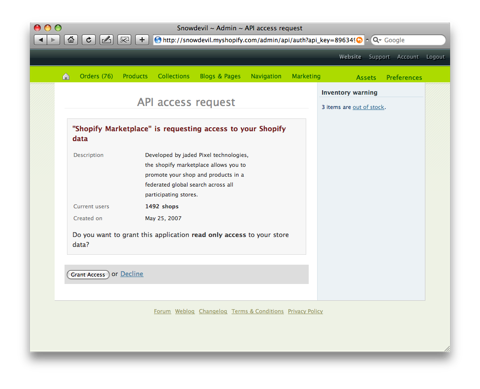 Snowdevil ~ Admin ~ API access request
http://snowdevil.myshopify.com/admin/api/auth?api_key=896349
Google
Website Support Account Logout
Orders (76) Products Collections Blogs & Pages Navigation Marketing Assets Preferences
API access request
"Shopify Marketplace" is requesting access to your Shopify
data
Description Developed by jaded Pixel technologies,
the shopify marketplace allows you to
promote your shop and products in a
federated global search across all
participating stores.
Current users 1492 shops
Created on May 25, 2007
Do you want to grant this application read only access to your store
data?
Grant Access or Decline
Inventory warning
3 items are out of stock.
Forum Weblog Changelog Terms & Conditions Privacy Policy